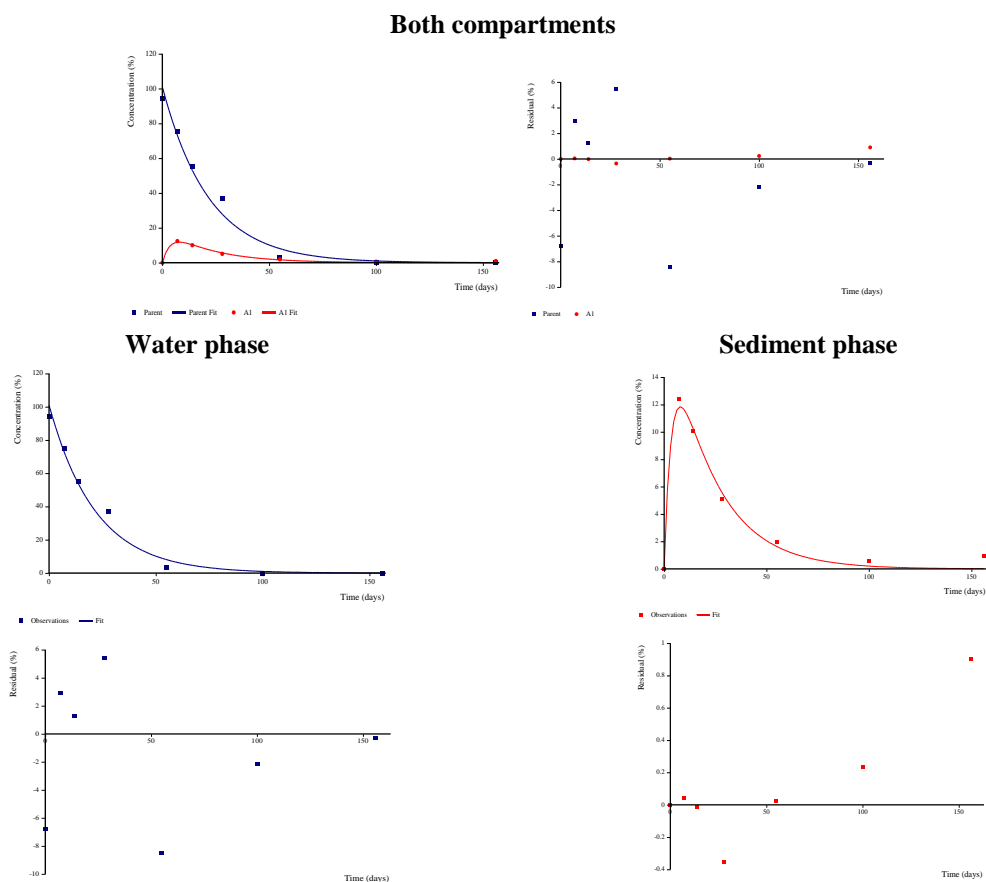 Both compartments
Concentration (%)
120
100
80
60
40
20
0
0 50 100 150
Time (days)
Parent Parent Fit A1 A1 Fit
Residual (%)
6
4
2
0
-2
-4
-6
-8
-10
0 50 100 150
Time (days)
Parent A1
Water phase
Concentration (%)
120
100
80
60
40
20
0
0 50 100 150
Time (days)
Observations Fit
Residual (%)
6
4
2
0
-2
-4
-6
-8
-10
0 50 100 150
Time (days)
Sediment phase
Concentration (%)
14
12
10
8
6
4
2
0
0 50 100 150
Time (days)
Observations Fit
Residual (%)
1
0.8
0.6
0.4
0.2
0
-0.2
-0.4
0 50 100 150
Time (days)